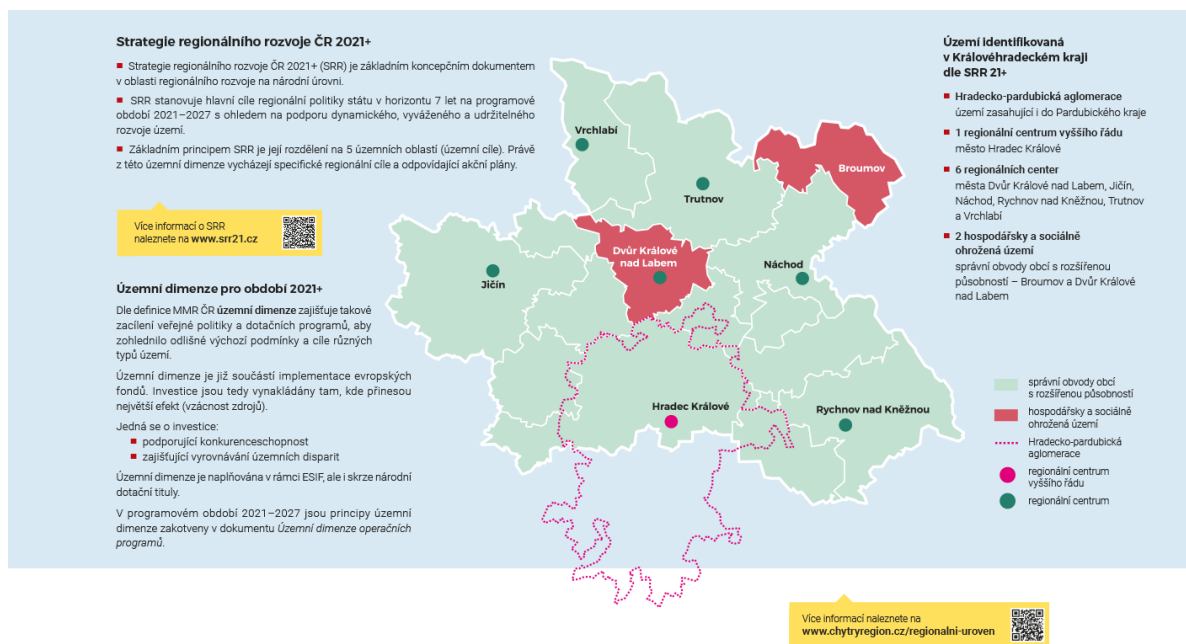 Strategie regionálního rozvoje ČR 2021+
Strategie regionálního rozvoje ČR 2021+ (SRR) je základním koncepčním dokumentem
v oblasti regionálního rozvoje na národní úrovni.
SRR stanovuje hlavní cíle regionální politiky státu v horizontu 7 let na programové
období 2021–2027 s ohledem na podporu dynamického, vyváženého a udržitelného
rozvoje území.
Základním principem SRR je její rozdělení na 5 územních oblastí (územní cíle). Právě
z této územní dimenze vycházejí specifické regionální cíle a odpovídající akční plány.
Více informací o SRR
naleznete na www.srr21.cz
Územní dimenze pro období 2021+
Dle definice MMR ČR územní dimenze zajišťuje takové
zacílení veřejné politiky a dotačních programů, aby
zohlednilo odlišné výchozí podmínky a cíle různých
typů území.
Územní dimenze je již součástí implementace evropských
fondů. Investice jsou tedy vynakládány tam, kde přinesou
největší efekt (vzácnost zdrojů).
Jedná se o investice:
podporující konkurenceschopnost
zajišťující vyrovnávání územních disparit
Územní dimenze je naplňována v rámci ESIF, ale i skrze národní
dotační tituly.
V programovém období 2021–2027 jsou principy územní
dimenze zakotveny v dokumentu Územní dimenze operačních
programů.
Vrchlabí
Trutnov
Broumov
Dvůr Králové
nad Labem
Náchod
Jičín
Hradec Králové
Rychnov nad Kněžnou
Území identifikovaná
v Královéhradeckém kraji
dle SRR 21+
Hradecko-pardubická aglomerace
území zasahující i do Pardubického kraje
1 regionální centrum vyššího řádu
město Hradec Králové
6 regionálních center
města Dvůr Králové nad Labem, Jičín,
Náchod, Rychnov nad Kněžnou, Trutnov
a Vrchlabí
2 hospodářsky a sociálně
ohrožená území
správní obvody obcí s rozšířenou
působností – Broumov a Dvůr Králové
nad Labem
správní obvody obcí
s rozšířenou působností
hospodářsky a sociálně
ohrožená území
Hradecko-pardubická
aglomerace
regionální centrum
vyššího řádu
regionální centrum
Více informací naleznete na
www.chytryregion.cz/regionalni-uroven